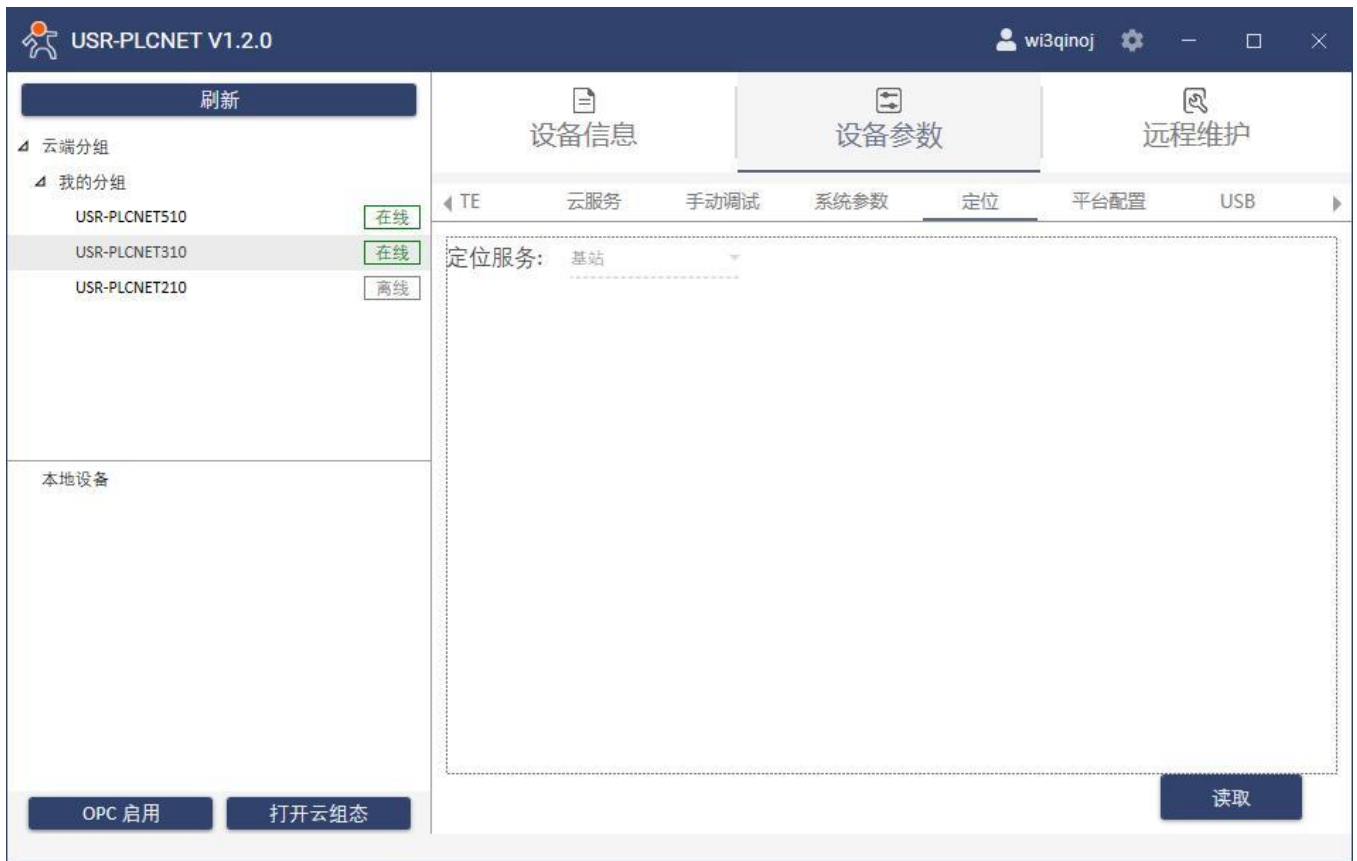 USR-PLCNET V1.2.0
wi3qinoj
刷新
云端分组
我的分组
USR-PLCNET510 在线
USR-PLCNET310 在线
USR-PLCNET210 离线
本地设备
OPC 启用 打开云组态
设备信息 设备参数 远程维护
TE 云服务 手动调试 系统参数 定位 平台配置 USB
定位服务: 基站
读取